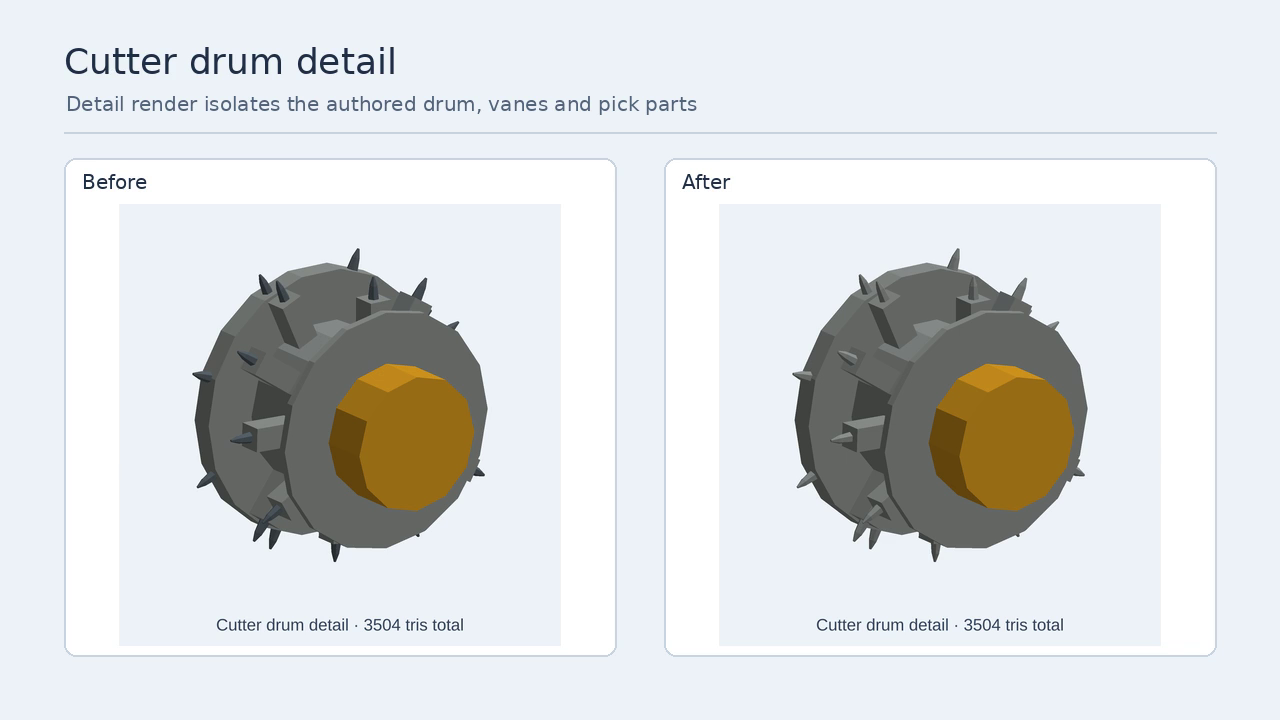 Cutter drum detail
Detail render isolates the authored drum, vanes and pick parts
Before
After
Cutter drum detail · 3504 tris total
Cutter drum detail · 3504 tris total